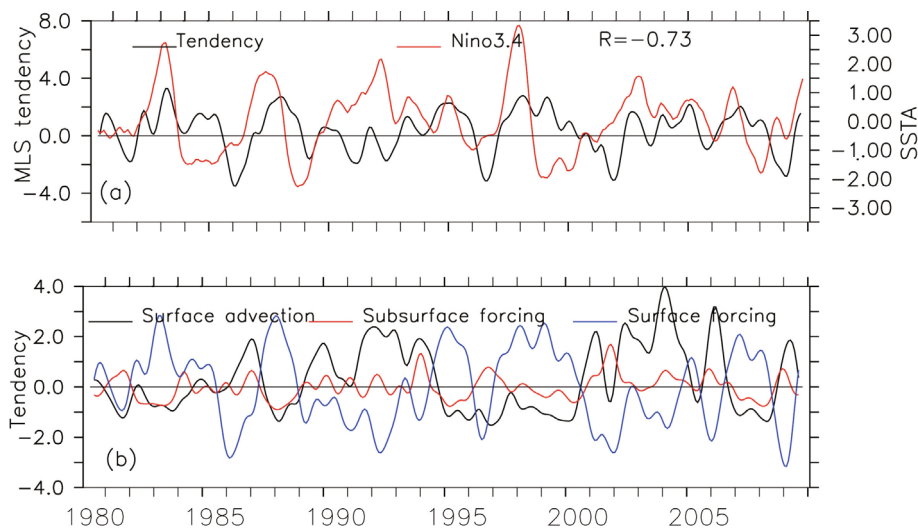 8.0
4.0
0.0
−4.0
MLS tendency
Tendency
Nino3.4
R=−0.73
(a)
3.00
2.00
1.00
0.00
−1.00
−2.00
−3.00
SSTA
4.0
2.0
0.0
−2.0
−4.0
Tendency
Surface advection
Subsurface forcing
Surface forcing
(b)
1980
1985
1990
1995
2000
2005